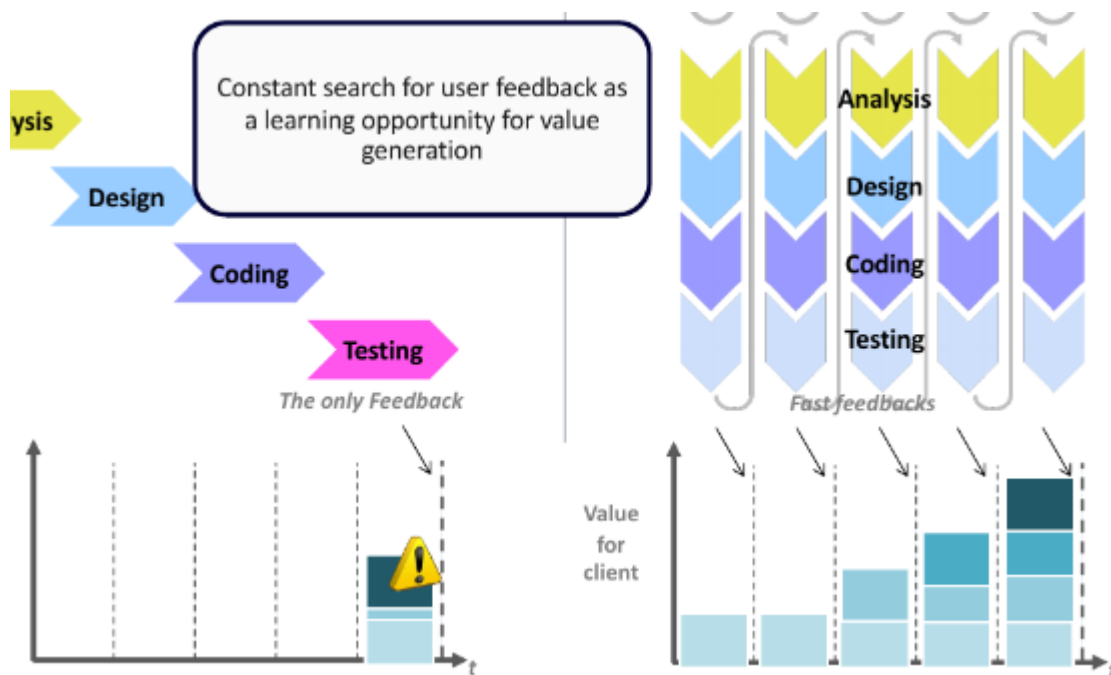 Constant search for user feedback as
a learning opportunity for value
generation
ysis
Design
Coding
Testing
The only Feedback
t
Analysis
Design
Coding
Testing
Fast feedbacks
Value
for
client
t